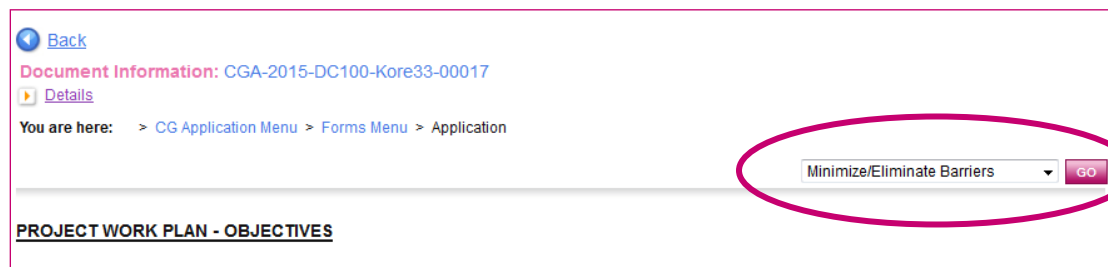 Back
Document Information: CGA-2015-DC100-Kore33-00017
Details
You are here: > CG Application Menu > Forms Menu > Application
Minimize/Eliminate Barriers GO
PROJECT WORK PLAN - OBJECTIVES